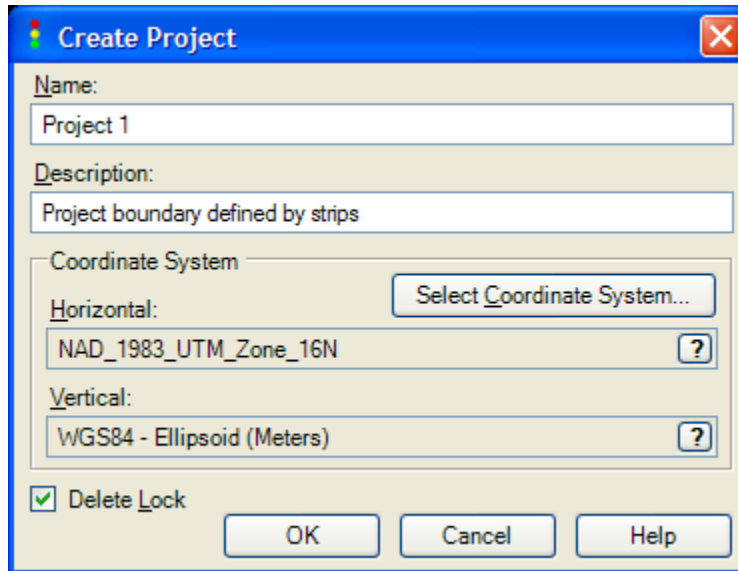 Create Project
Name:
Project 1
Description:
Project boundary defined by strips
Coordinate System
Select Coordinate System...
Horizontal:
NAD_1983_UTM_Zone_16N
?
Vertical:
WGS84 - Ellipsoid (Meters)
?
Delete Lock
OK
Cancel
Help